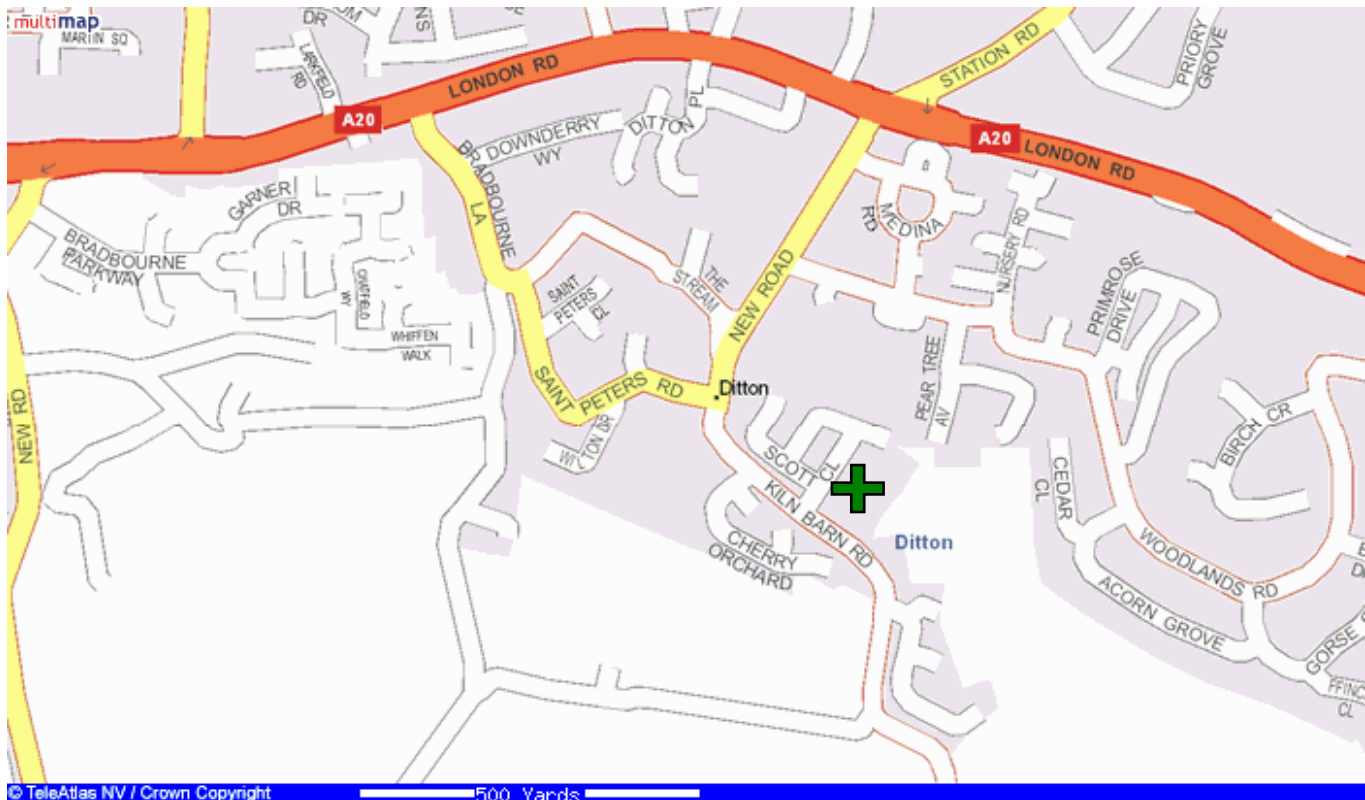 multimap
MARTIN SQ
DR
NS
LARKFIELD
RD
LONDON RD
A20
STATION RD
PRIORY
GROVE
DITTON PL
DOWNDERRY
WY
A20
LONDON RD
BRADBOURNE
LA
GARNER
DR
BRADBOURNE
PARKWAY
CHATFIELD
WY
WHIFFEN
WALK
SAINT
PETERS
CL
THE
STREAM
NEW ROAD
MEDINA
RD
NURSERY RD
PRIMROSE
DRIVE
PEAR TREE
AV
SAINT PETERS RD
Ditton
NEW RD
WILTON DR
SCOTT CL
KILN BARN RD
CHERRY
ORCHARD
Ditton
CEDAR
CL
BIRCH CR
WOODLANDS RD
ACORN GROVE
GORSE
FFINC
CL
© TeleAtlas NV / Crown Copyright
500 Yards